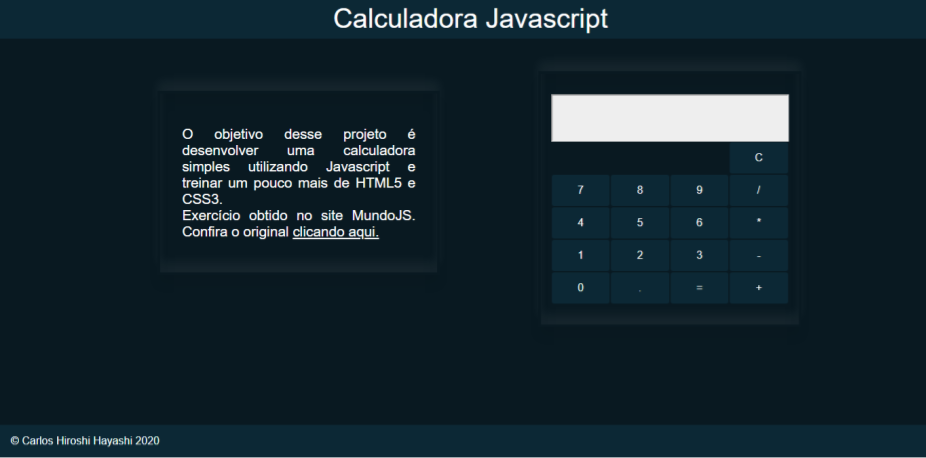 Calculadora Javascript
O objetivo desse projeto é
desenvolver uma calculadora
simples utilizando Javascript e
treinar um pouco mais de HTML5 e
CSS3.
Exercício obtido no site MundoJS.
Confira o original clicando aqui.
C
7 8 9 /
4 5 6 *
1 2 3 -
0 . = +
© Carlos Hiroshi Hayashi 2020